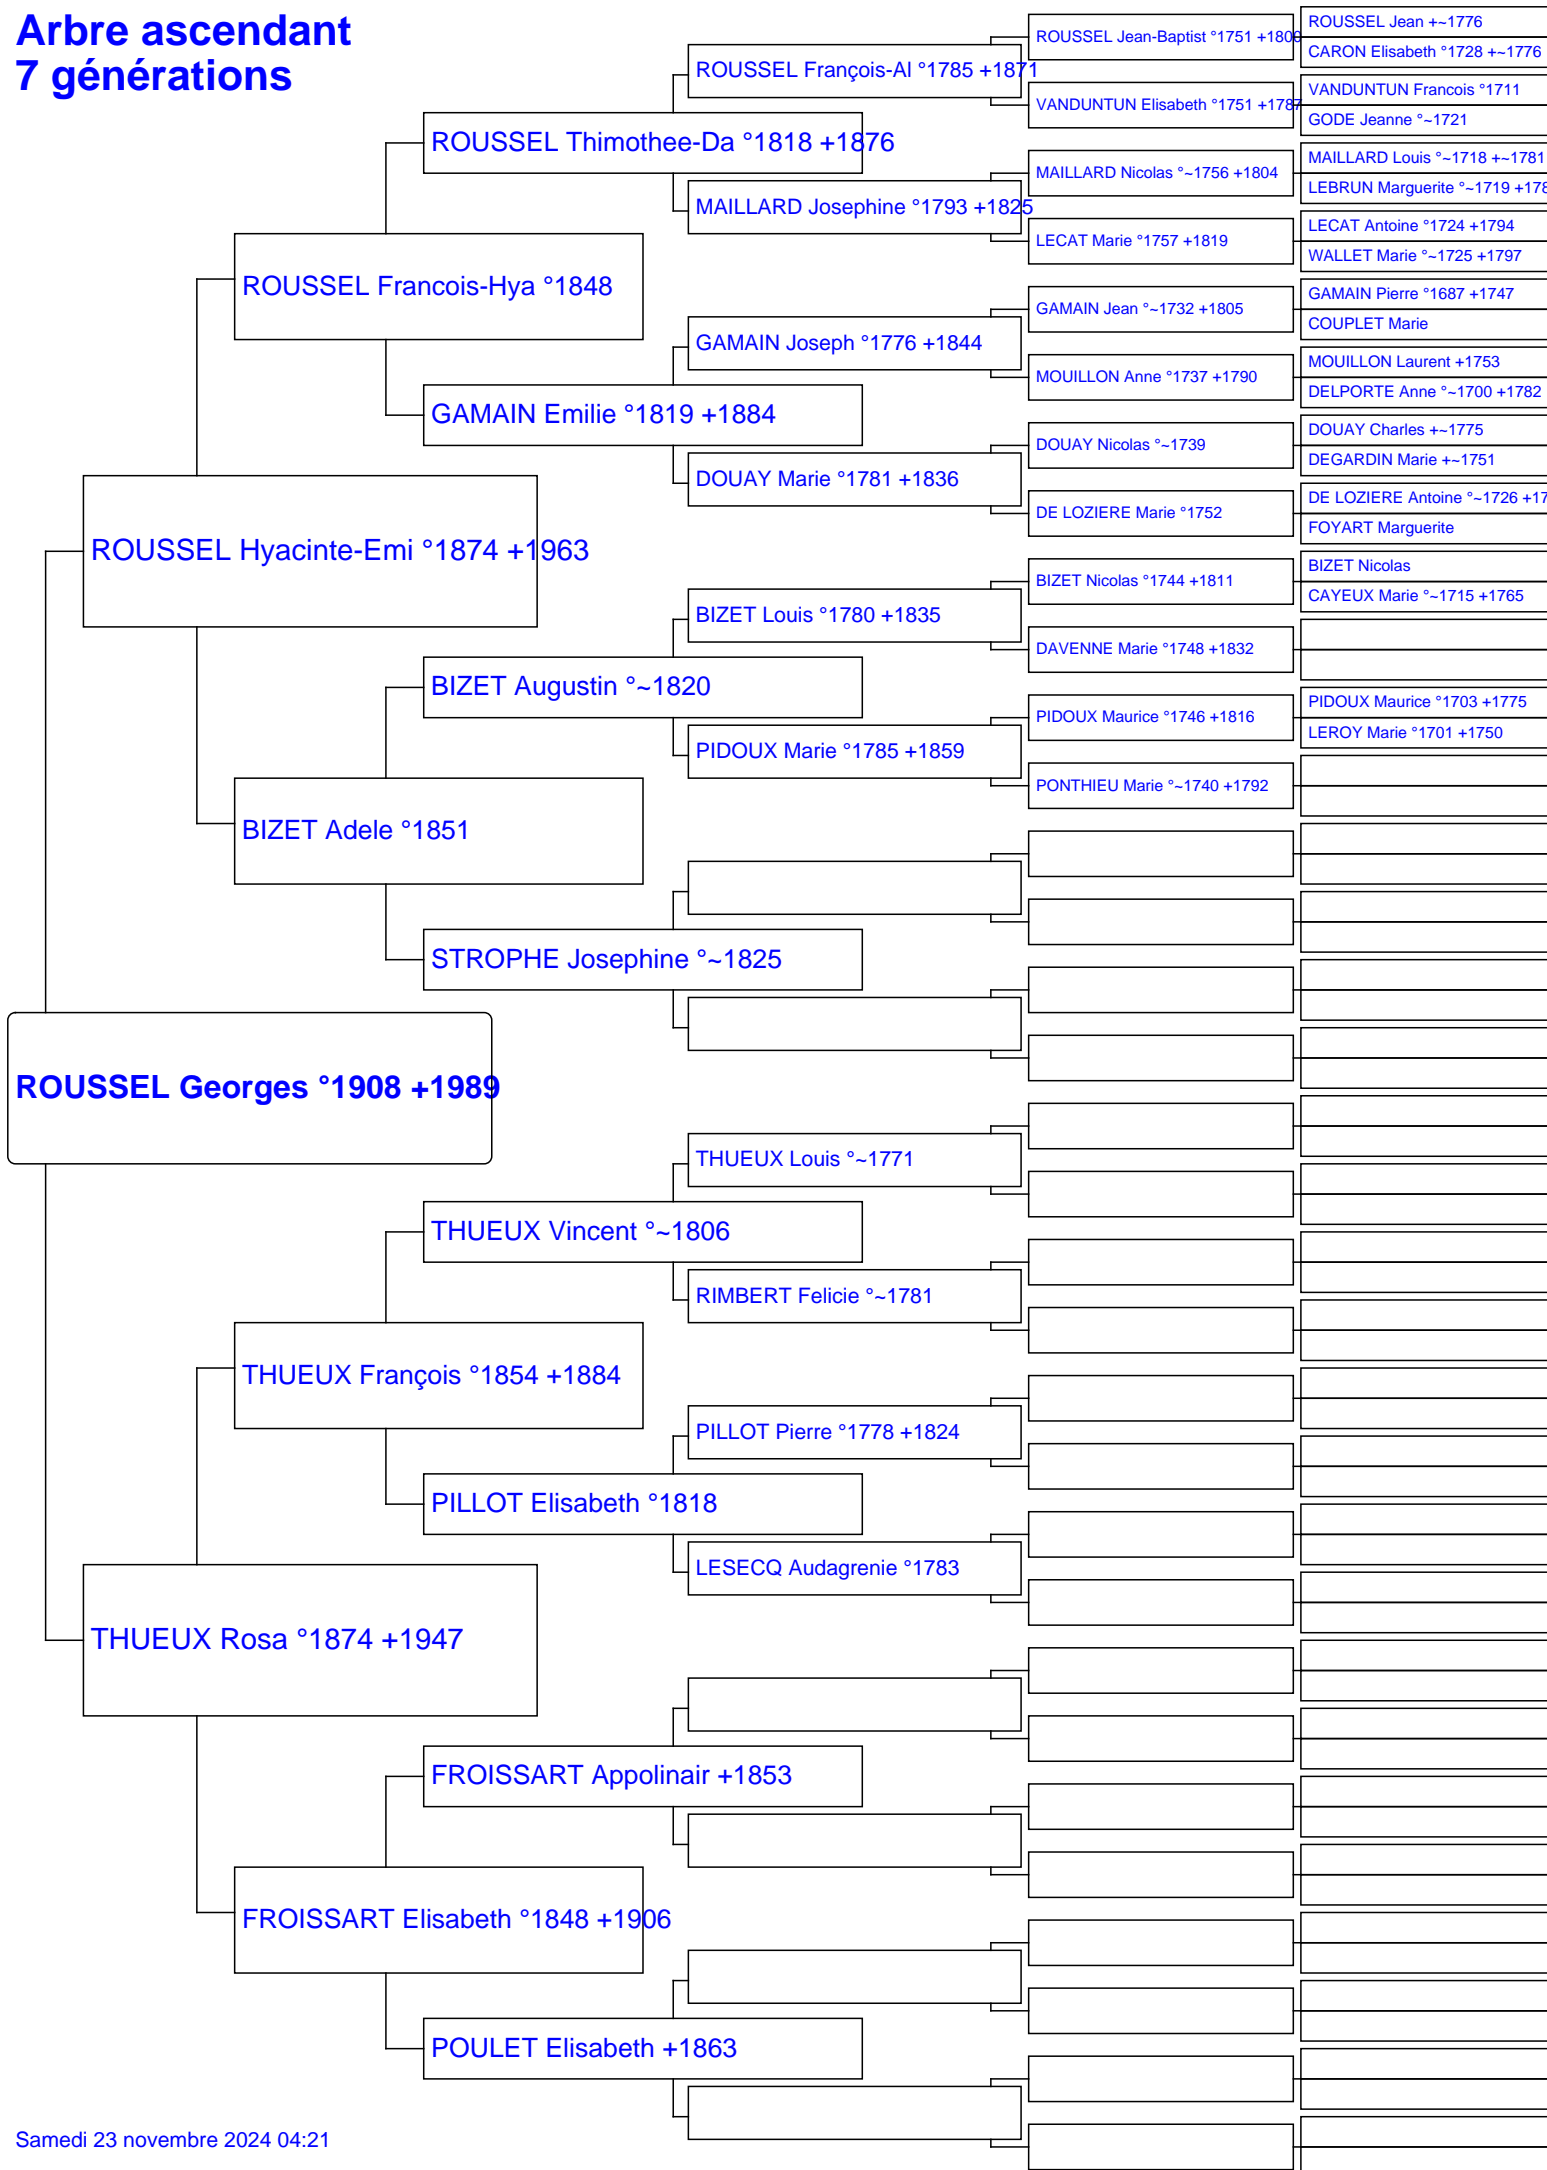 Arbre ascendant
7 générations
ROUSSEL Georges °1908 +1989
ROUSSEL Hyacinte-Emi °1874 +1963
THUEUX Rosa °1874 +1947
ROUSSEL Francois-Hya °1848
BIZET Adele °1851
THUEUX François °1854 +1884
FROISSART Elisabeth °1848 +1906
ROUSSEL Thimothee-Da °1818 +1876
GAMAIN Emilie °1819 +1884
BIZET Augustin °~1820
STROPHE Josephine °~1825
THUEUX Vincent °~1806
PILLOT Elisabeth °1818
FROISSART Appolinair +1853
POULET Elisabeth +1863
ROUSSEL François-Al °1785 +1871
MAILLARD Josephine °1793 +1825
GAMAIN Joseph °1776 +1844
DOUAY Marie °1781 +1836
BIZET Louis °1780 +1835
PIDOUX Marie °1785 +1859
THUEUX Louis °~1771
RIMBERT Felicie °~1781
PILLOT Pierre °1778 +1824
LESECQ Audagrenie °1783
ROUSSEL Jean-Baptist °1751
VANDUNTUN Elisabeth °1751 +1787
MAILLARD Nicolas °~1756 +1804
LECAT Marie °1757 +1819
GAMAIN Jean °~1732 +1805
MOUILLON Anne °1737 +1790
DOUAY Nicolas °~1739
DE LOZIERE Marie °1752
BIZET Nicolas °1744 +1811
DAVENNE Marie °1748 +1832
PIDOUX Maurice °1746 +1816
PONTHIEU Marie °~1740 +1792
ROUSSEL Jean +~1776
CARON Elisabeth °1728 +~1776
VANDUNTUN Francois °1711
GODE Jeanne °~1721
MAILLARD Louis °~1718 +~1781
LEBRUN Marguerite °~1719
LECAT Antoine °1724 +1794
WALLET Marie °~1725 +1797
GAMAIN Pierre °1687 +1747
COUPLET Marie
MOUILLON Laurent +1753
DELPORTE Anne °~1700 +1782
DOUAY Charles +~1775
DEGARDIN Marie +~1751
DE LOZIERE Antoine °~1726
FOYART Marguerite
BIZET Nicolas
CAYEUX Marie °~1715 +1765
PIDOUX Maurice °1703 +1775
LEROY Marie °1701 +1750
Samedi 23 novembre 2024 04:21